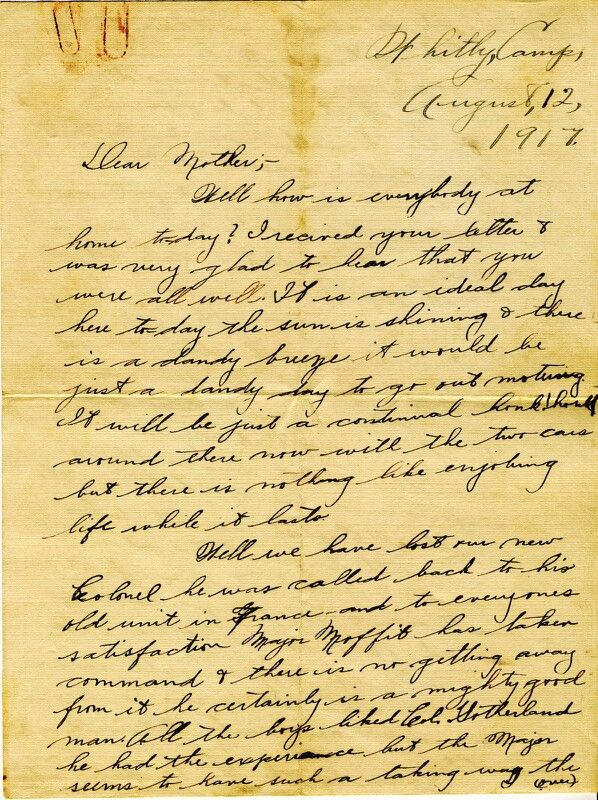 Whitly, Camp,
August, 12,
1917.
Dear Mother;-
Well how is everybody at
home to-day? I recived your letter &
was very glad to hear that you
were all well. It is an ideal day
here to-day the sun is shining & there
is a dandy breeze it would be
just a dandy day to go out motring
It will be just a continual honk! honk
around there now with the two cars
but there is nothing like enjoying
life while it lasts.
Well we have lost our new
Colonel he was called back to his
old unit in France and to everyones
satisfaction Major Moffit has taken
command & there is no getting away
from it he certainly is a mighty good
man. All the boys liked Col. Sotherland
he had the experience but the Major
seems to have such a taking way the
(over)